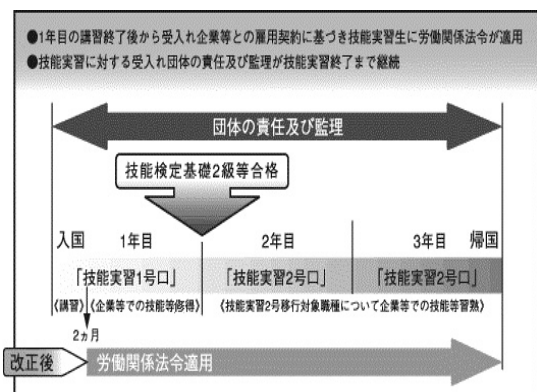 ●1年目の講習終了後から受入れ企業等との雇用契約に基づき技能実習生に労働関係法令が適用
●技能実習に対する受入れ団体の責任及び監理が技能実習終了まで継続
団体の責任及び監理
技能検定基礎2級等合格
入国 1年目 2年目 3年目 帰国
「技能実習1号ロ」 「技能実習2号ロ」 「技能実習2号ロ」
〈講習〉〈企業等での技能等修得〉 〈技能実習2号移行対象職種について企業等での技能等習熟〉
2ヵ月
改正後 労働関係法令適用